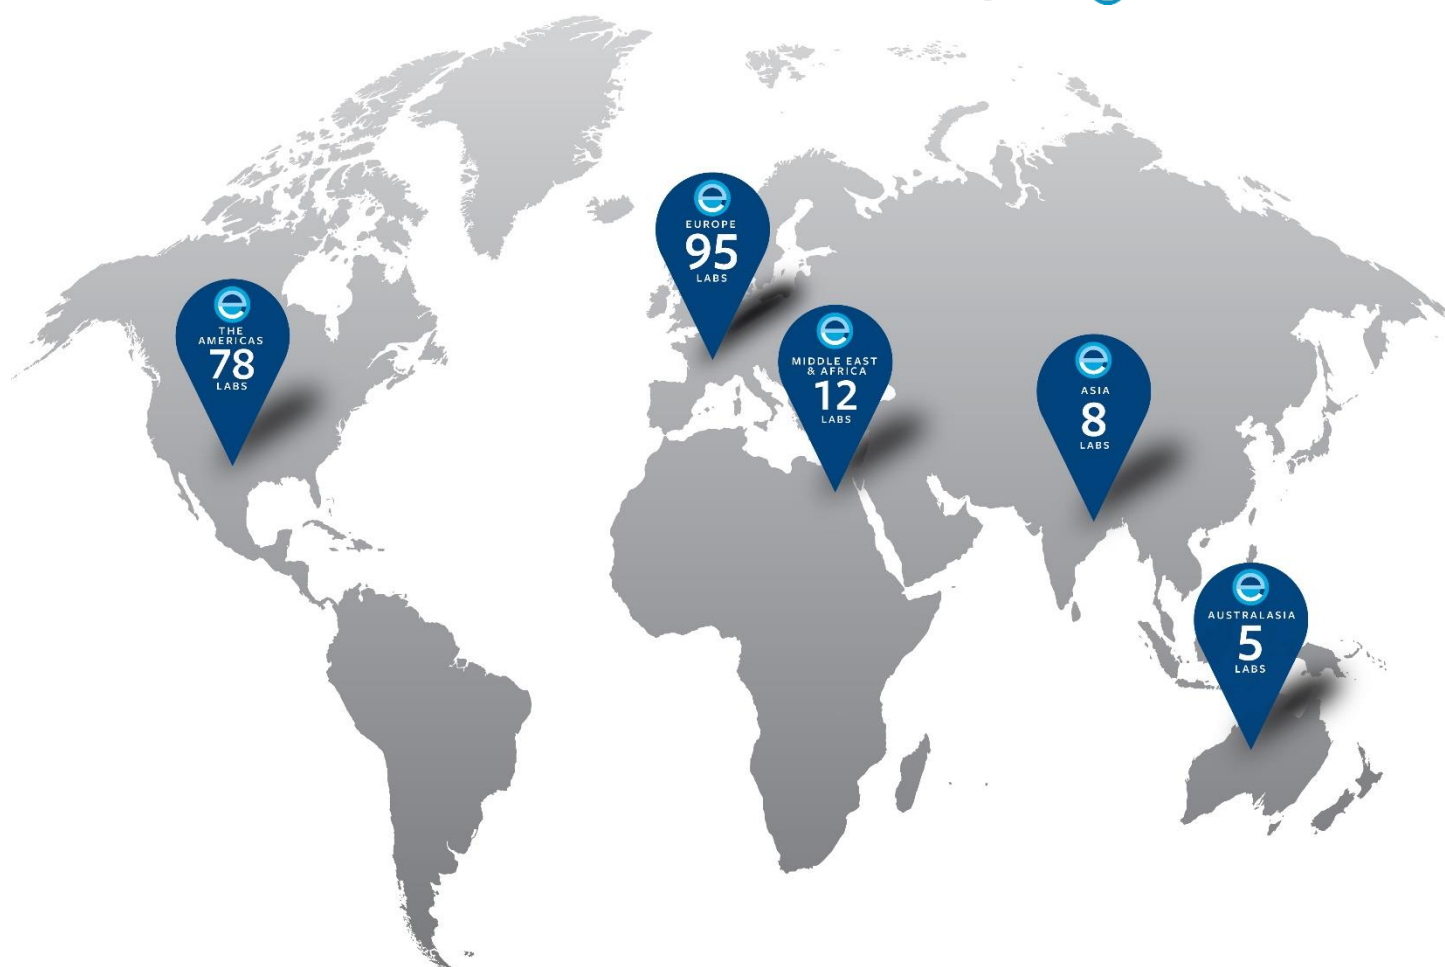 EUROPE
95
LABS
THE
AMERICAS
78
LABS
MIDDLE EAST
& AFRICA
12
LABS
ASIA
8
LABS
AUSTRALASIA
5
LABS